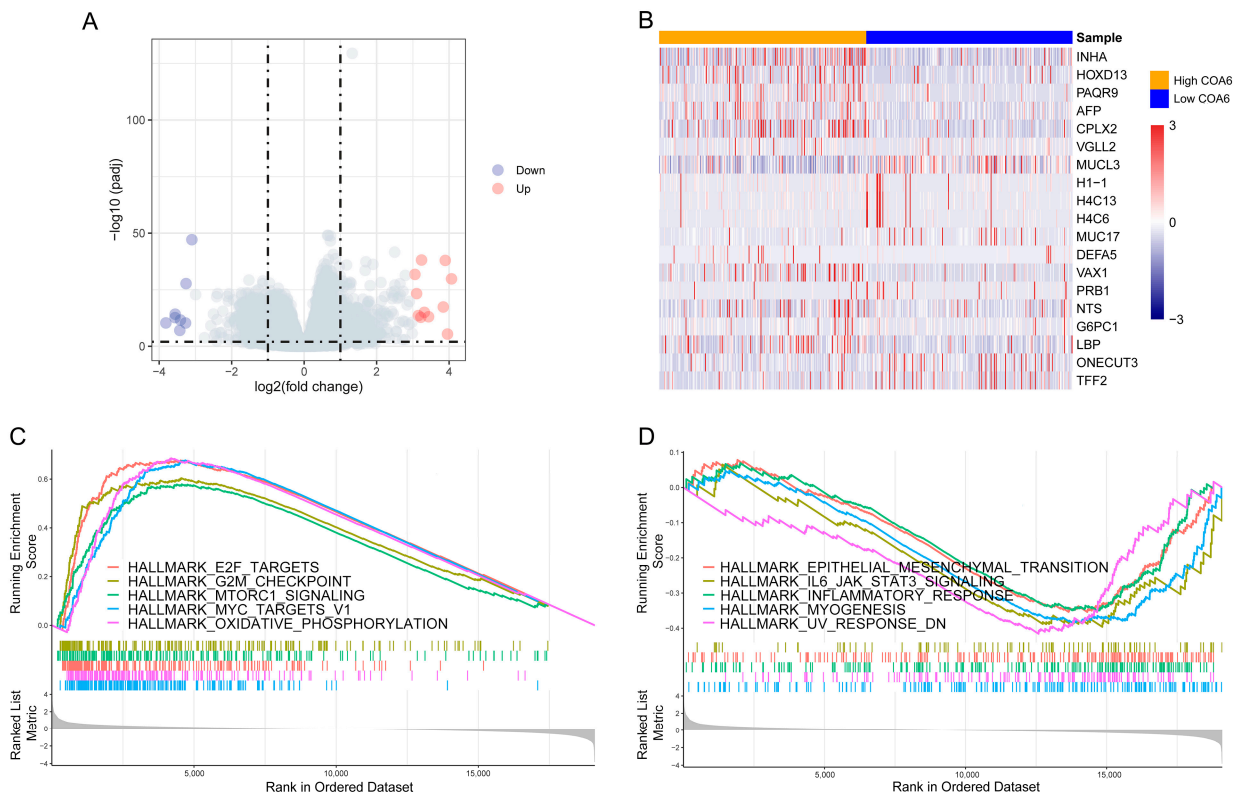 A
−log10 (padj)
100
50
0
−4
−2
0
2
4
log2(fold change)
Down
Up
B
Sample
INHA
HOXD13
PAQR9
AFP
CPLX2
VGLL2
MUCL3
H1−1
H4C13
H4C6
MUC17
DEFA5
VAX1
PRB1
NTS
G6PC1
LBP
ONECUT3
TFF2
High COA6
Low COA6
3
0
−3
C
Running Enrichment
Score
0.6
0.4
0.2
0.0
HALLMARK_E2F_TARGETS
HALLMARK_G2M_CHECKPOINT
HALLMARK_MTORC1_SIGNALING
HALLMARK_MYC_TARGETS_V1
HALLMARK_OXIDATIVE_PHOSPHORYLATION
Ranked List
Metric
4
2
0
−2
−4
5,000
10,000
15,000
Rank in Ordered Dataset
D
Running Enrichment
Score
0.1
0.0
−0.1
−0.2
−0.3
−0.4
HALLMARK_EPITHELIAL_MESENCHYMAL_TRANSITION
HALLMARK_IL6_JAK_STAT3_SIGNALING
HALLMARK_INFLAMMATORY_RESPONSE
HALLMARK_MYOGENESIS
HALLMARK_UV_RESPONSE_DN
Ranked List
Metric
4
2
0
−2
−4
5,000
10,000
15,000
Rank in Ordered Dataset